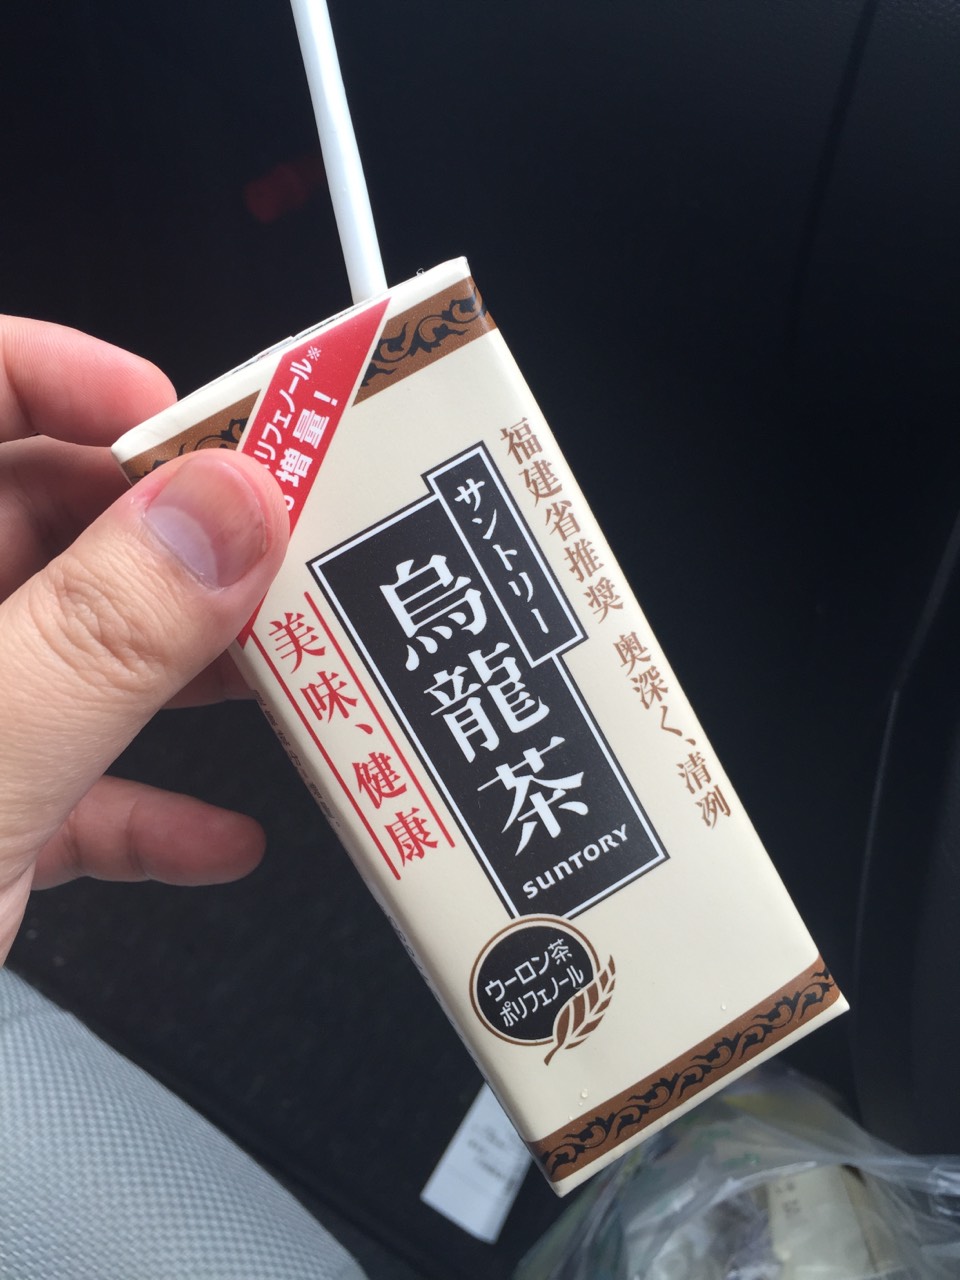 ポリフェノール※
増量！
福建省推奨 奥深く、清冽
サントリー
烏龍茶
SUNTORY
美味、健康
ウーロン茶
ポリフェノール